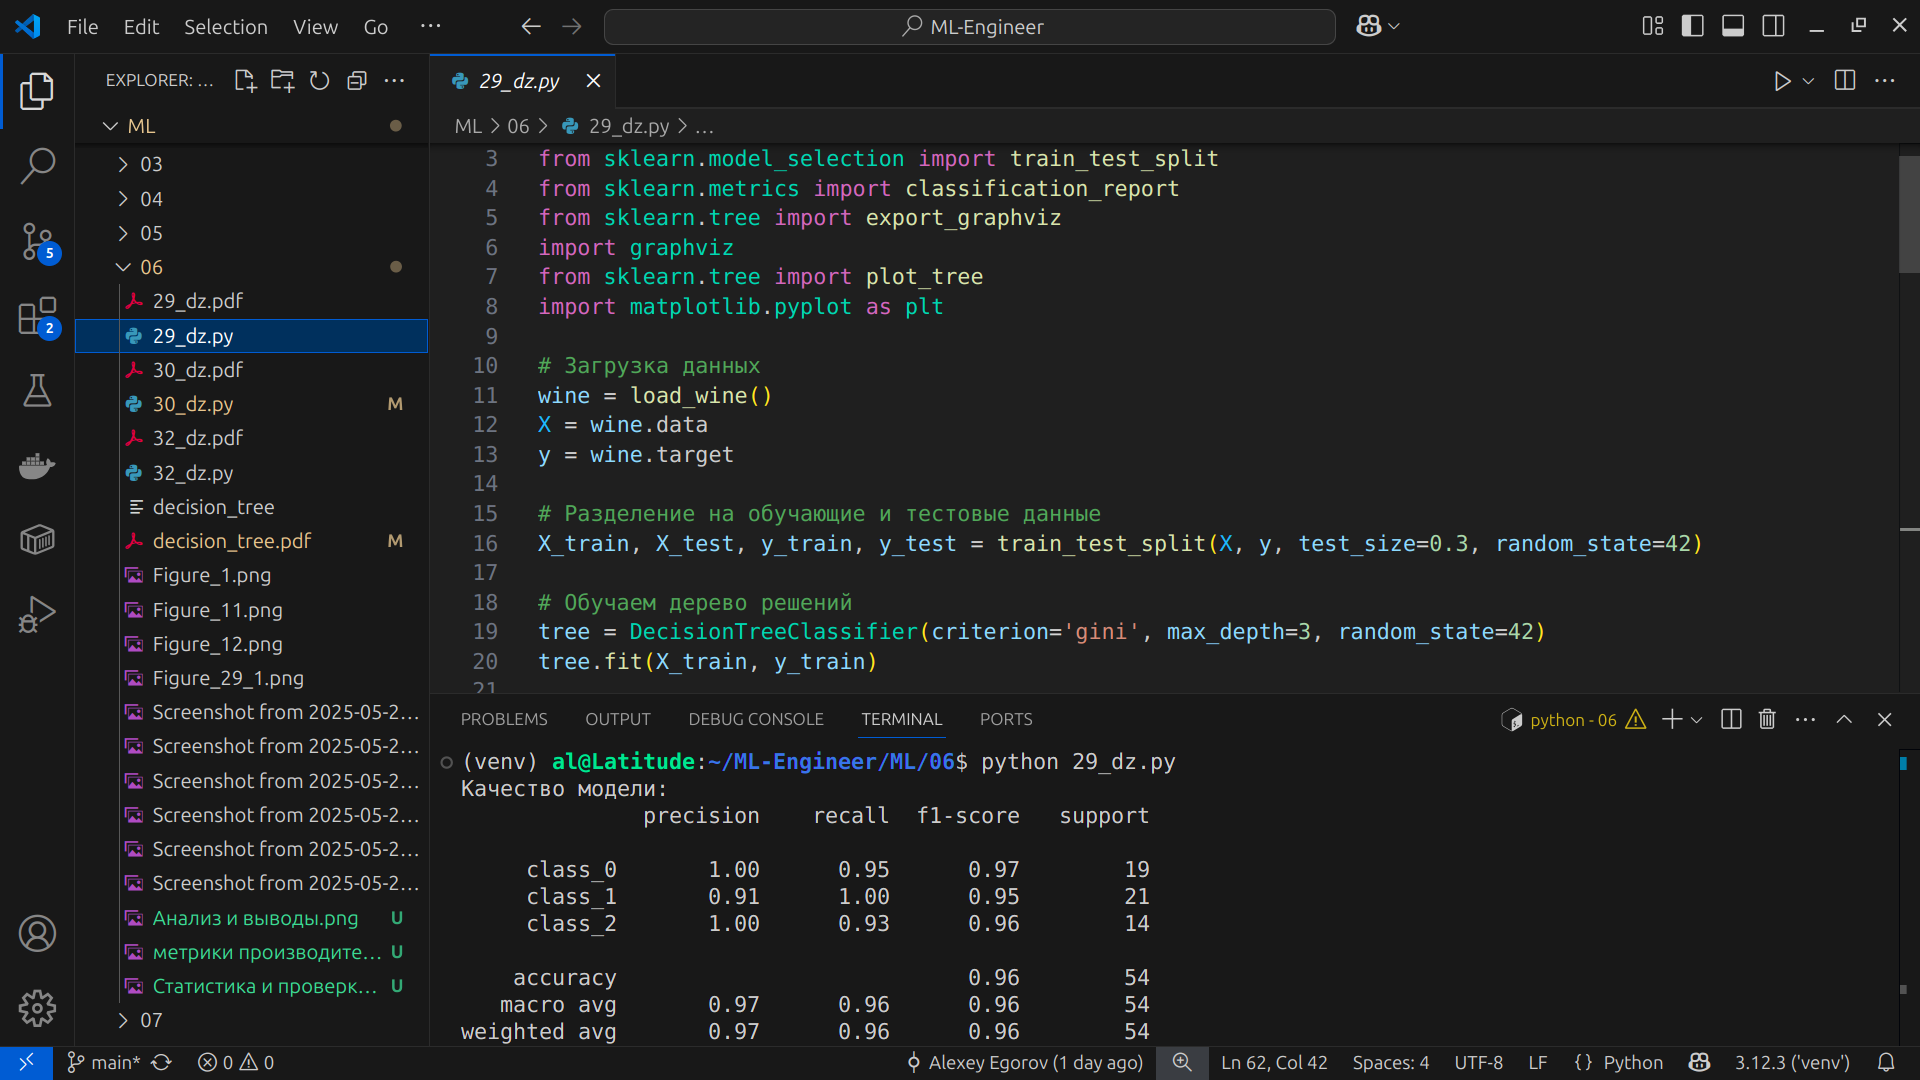 File Edit Selection View Go ···
ML-Engineer
EXPLORER: ...
ML
03
04
05
06
29_dz.pdf
29_dz.py
30_dz.pdf
30_dz.py M
32_dz.pdf
32_dz.py
decision_tree
decision_tree.pdf M
Figure_1.png
Figure_11.png
Figure_12.png
Figure_29_1.png
Screenshot from 2025-05-2...
Screenshot from 2025-05-2...
Screenshot from 2025-05-2...
Screenshot from 2025-05-2...
Screenshot from 2025-05-2...
Screenshot from 2025-05-2...
Анализ и выводы.png U
метрики производите... U
Статистика и проверк... U
07
5
2
29_dz.py
ML > 06 > 29_dz.py > ...
3 from sklearn.model_selection import train_test_split
4 from sklearn.metrics import classification_report
5 from sklearn.tree import export_graphviz
6 import graphviz
7 from sklearn.tree import plot_tree
8 import matplotlib.pyplot as plt
9
10 # Загрузка данных
11 wine = load_wine()
12 X = wine.data
13 y = wine.target
14
15 # Разделение на обучающие и тестовые данные
16 X_train, X_test, y_train, y_test = train_test_split(X, y, test_size=0.3, random_state=42)
17
18 # Обучаем дерево решений
19 tree = DecisionTreeClassifier(criterion='gini', max_depth=3, random_state=42)
20 tree.fit(X_train, y_train)
21
PROBLEMS OUTPUT DEBUG CONSOLE TERMINAL PORTS
python - 06
(venv) al@Latitude:~/ML-Engineer/ML/06$ python 29_dz.py
Качество модели:
precision recall f1-score support
class_0 1.00 0.95 0.97 19
class_1 0.91 1.00 0.95 21
class_2 1.00 0.93 0.96 14
accuracy 0.96 54
macro avg 0.97 0.96 0.96 54
weighted avg 0.97 0.96 0.96 54
main* 0 0 Alexey Egorov (1 day ago) Ln 62, Col 42 Spaces: 4 UTF-8 LF {} Python 3.12.3 ('venv')